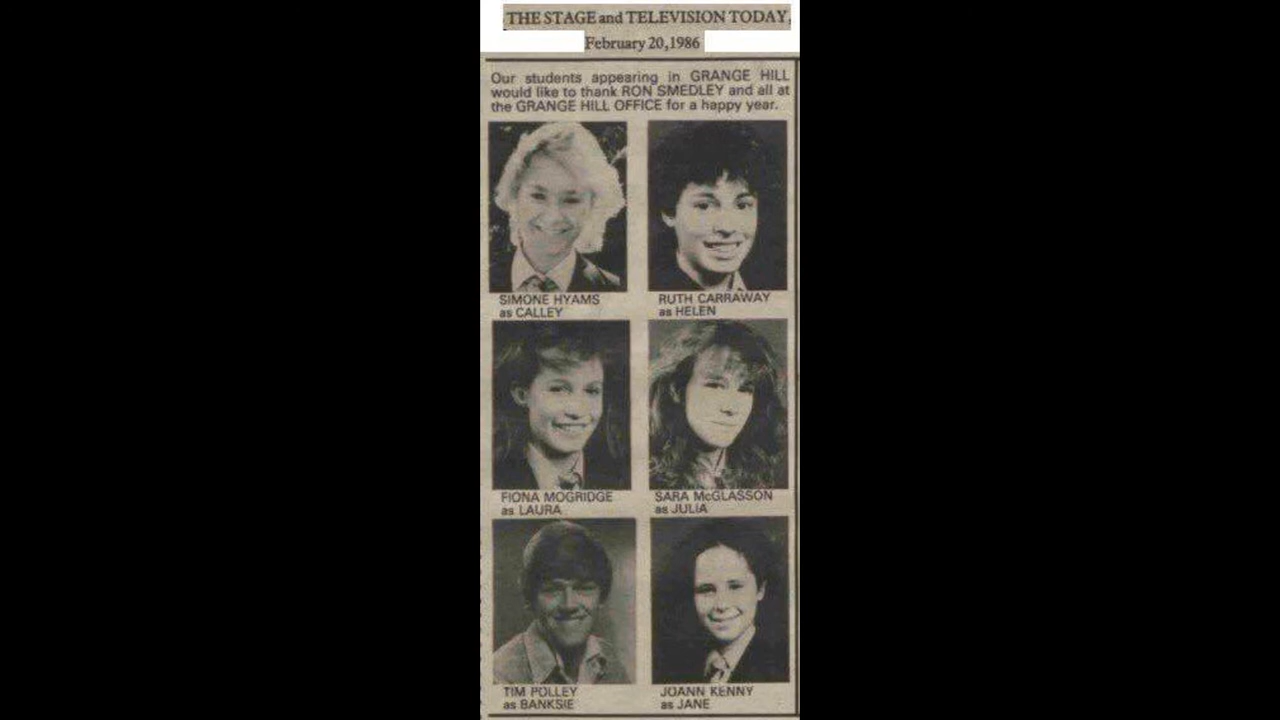 THE STAGE and TELEVISION TODAY,
February 20,1986
Our students appearing in GRANGE HILL
would like to thank RON SMEDLEY and all at
the GRANGE HILL OFFICE for a happy year.
SIMONE HYAMS
as CALLEY
RUTH CARRAWAY
as HELEN
FIONA MOGRIDGE
as LAURA
SARA McGLASSON
as JULIA
TIM POLLEY
as BANKSIE
JOANN KENNY
as JANE